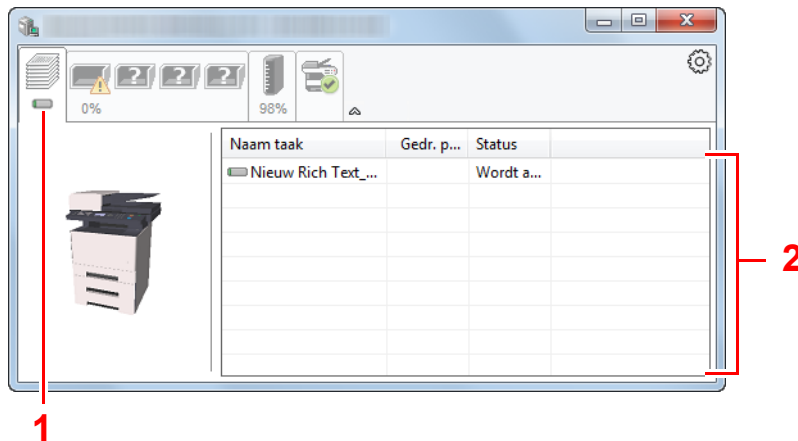 ? ? ?
0%
98%
Naam taak Gedr. p... Status
Nieuw Rich Text_... Wordt a...
1
2